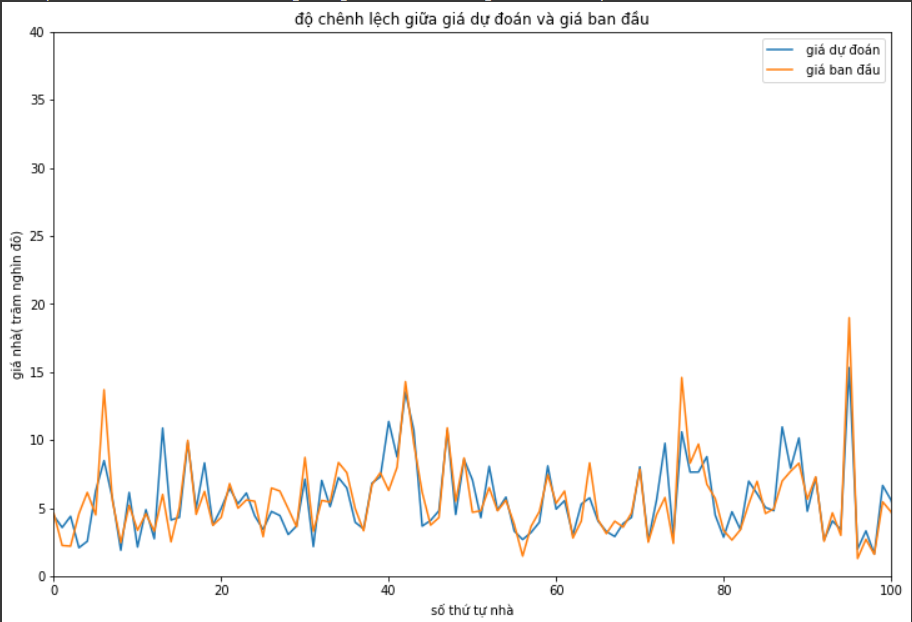 độ chênh lệch giữa giá dự đoán và giá ban đầu
giá dự đoán
giá ban đầu
giá nhà( trăm nghìn đô)
40
35
30
25
20
15
10
5
0
0 20 40 60 80 100
số thứ tự nhà